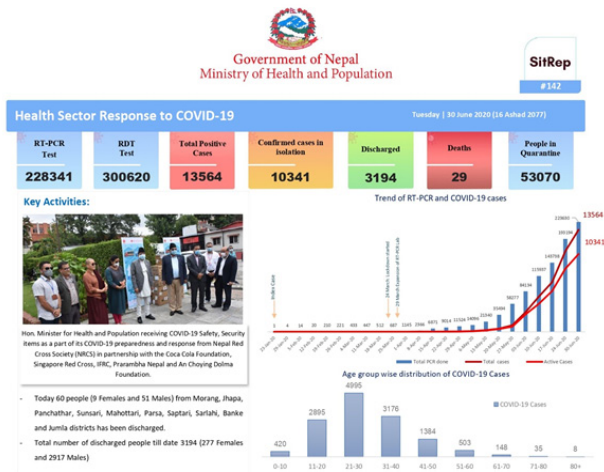 Government of Nepal
Ministry of Health and Population
SitRep
#142
Health Sector Response to COVID-19
Tuesday | 30 June 2020 (16 Ashad 2077)
RT-PCR
Test
228341
RDT
Test
300620
Total Positive
Cases
13564
Confirmed cases in
isolation
10341
Discharged
3194
Deaths
29
People in
Quarantine
53070
Key Activities:
Hon. Minister for Health and Population receiving COVID-19 Safety, Security
items as a part of its COVID-19 preparedness and response from Nepal Red
Cross Society (NRCS) in partnership with the Coca Cola Foundation,
Singapore Red Cross, IFRC, Prarambha Nepal and An Choying Dolma
Foundation.
- Today 60 people (9 Females and 51 Males) from Morang, Jhapa,
Panchathar, Sunsari, Mahottari, Parsa, Saptari, Sarlahi, Banke
and Jumla districts has been discharged.
- Total number of discharged people till date 3194 (277 Females
and 2917 Males)
Trend of RT-PCR and COVID-19 cases
13564
10341
Index Case
24 March Lockdown started
Total PCR done
Total cases
Active Cases
Age group wise distribution of COVID-19 Cases
COVID-19 Cases
420
2895
4995
3176
1384
503
148
35
8
0-10
11-20
21-30
31-40
41-50
51-60
61-70
71-80
80+